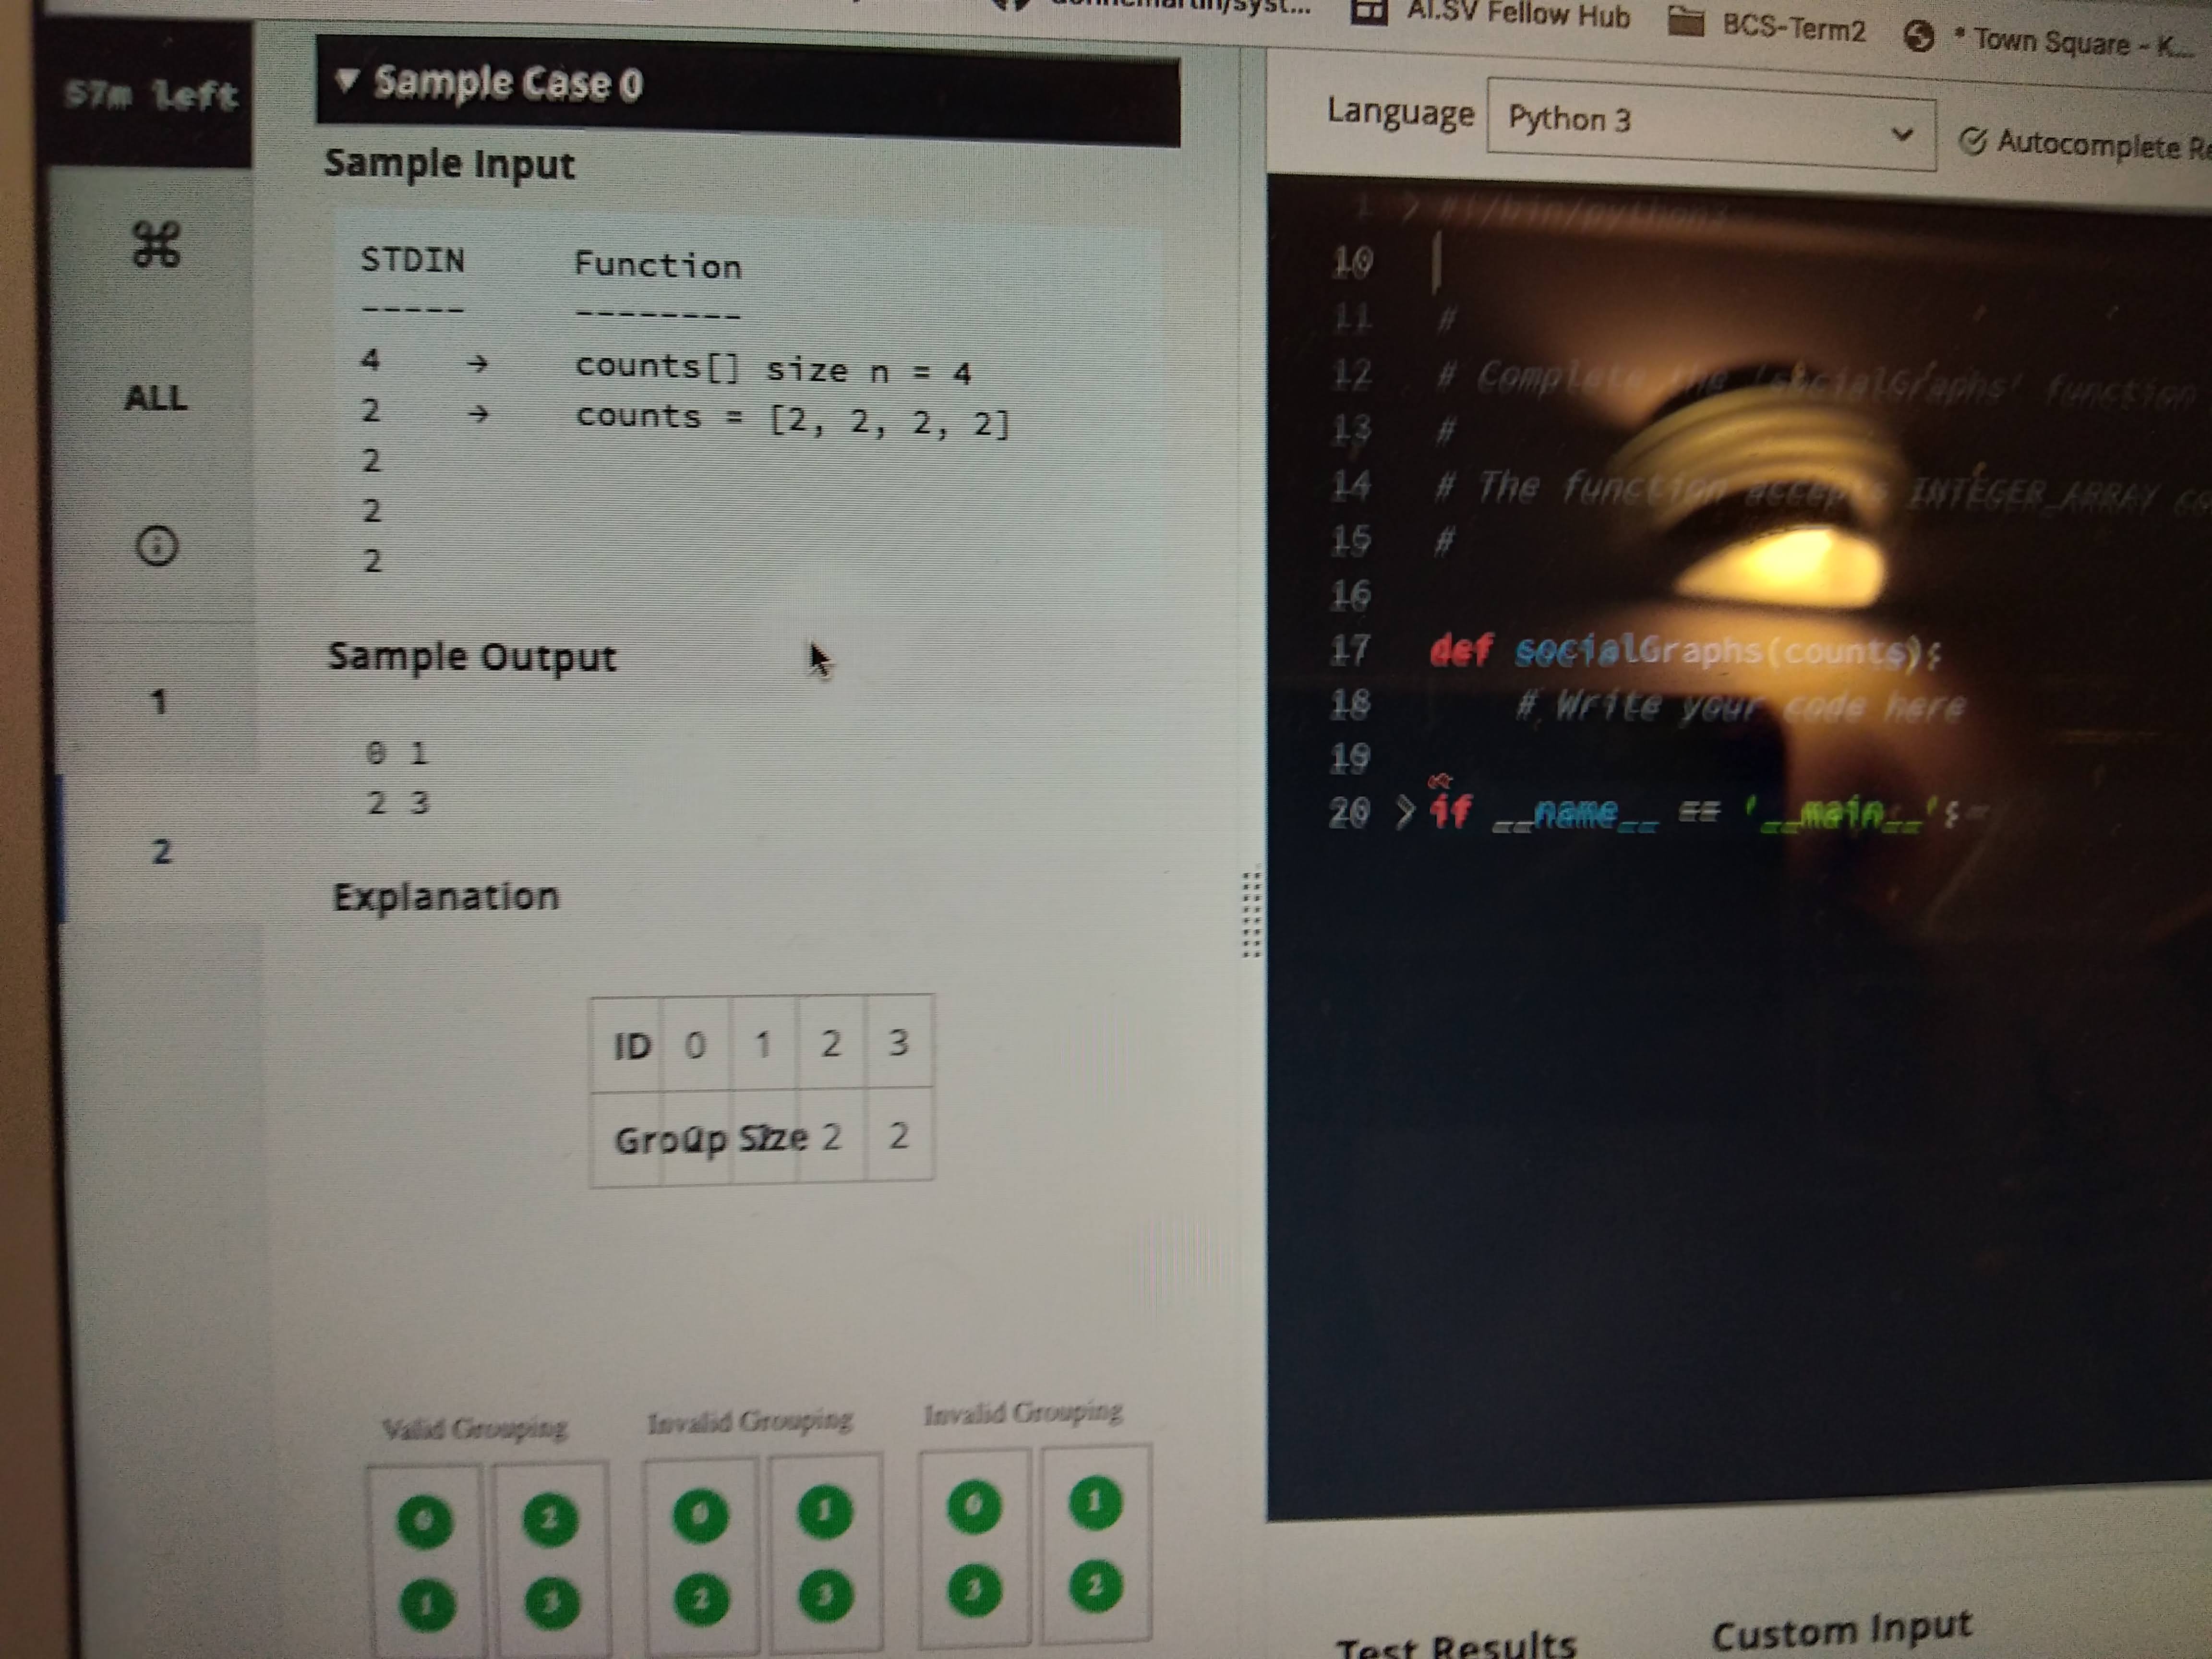 AI.SV Fellow Hub
BCS-Term2
* Town Square - K...
57m left
▼ Sample Case 0
Language
Python 3
Autocomplete Re
Sample Input
STDIN Function
----- --------
4 → counts[] size n = 4
2 → counts = [2, 2, 2, 2]
2
2
2
Sample Output
0 1
2 3
Explanation
ID 0 1 2 3
Group Size 2 2
Valid Grouping
Invalid Grouping
Invalid Grouping
0 2 0 1 0 1
1 3 2 3 3 2
ALL
1
2
1 > #!/bin/python3
10
11 #
12 # Complete the 'socialGraphs' function
13 #
14 # The function accepts INTEGER_ARRAY co
15 #
16
17 def socialGraphs(counts):
18 # Write your code here
19
20 > if __name__ == '__main__':
Test Results
Custom Input